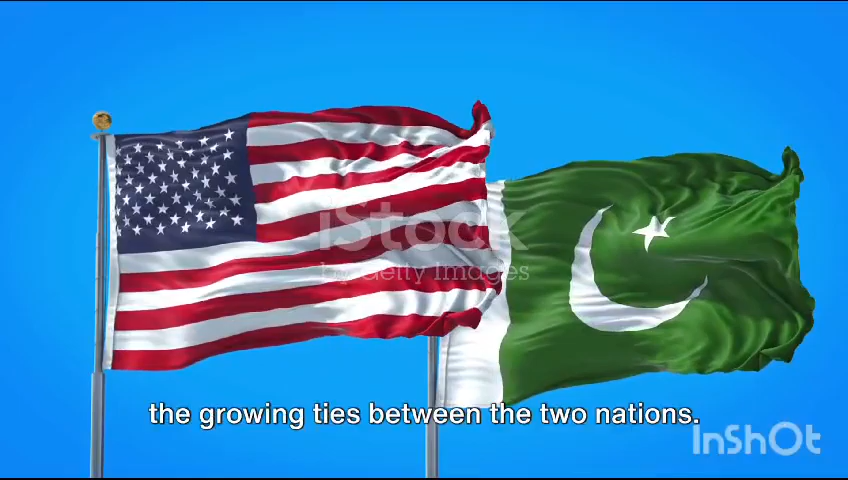 iStock
by Getty Images
the growing ties between the two nations.
InShOt